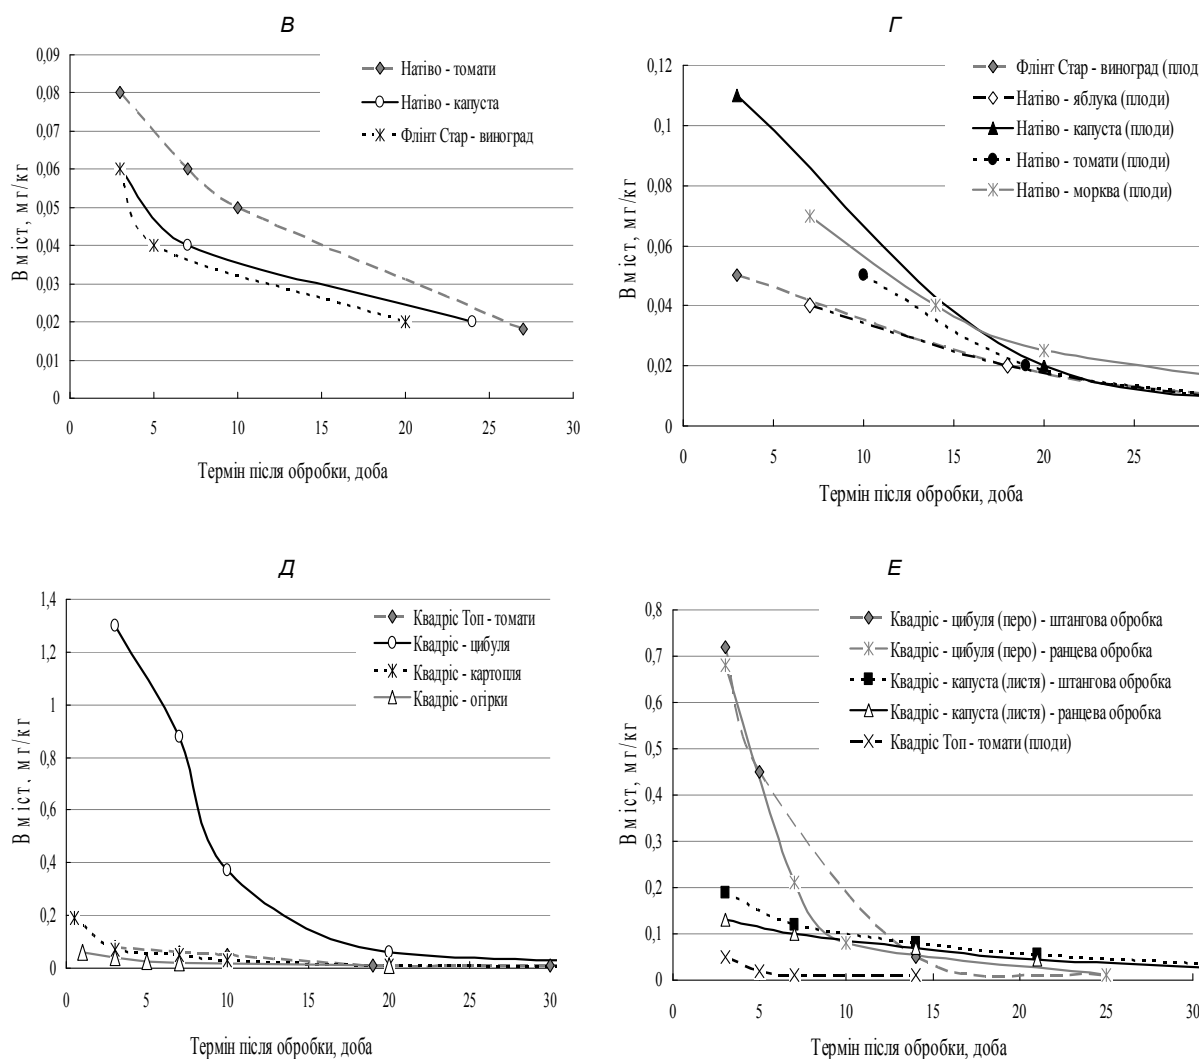 В
0,09
0,08
0,07
0,06
0,05
0,04
0,03
0,02
0,01
0
0 5 10 15 20 25 30
Вміст, мг/кг
Термін після обробки, доба
Натіво - томати
Натіво - капуста
Флінт Стар - виноград
Г
0,12
0,1
0,08
0,06
0,04
0,02
0
0 5 10 15 20 25
Вміст, мг/кг
Термін після обробки, доба
Флінт Стар - виноград (плод
Натіво - яблука (плоди)
Натіво - капуста (плоди)
Натіво - томати (плоди)
Натіво - морква (плоди)
Д
1,4
1,2
1
0,8
0,6
0,4
0,2
0
0 5 10 15 20 25 30
Вміст, мг/кг
Термін після обробки, доба
Квадріс Топ - томати
Квадріс - цибуля
Квадріс - картопля
Квадріс - огірки
Е
0,8
0,7
0,6
0,5
0,4
0,3
0,2
0,1
0
0 5 10 15 20 25 30
Вміст, мг/кг
Термін після обробки, доба
Квадріс - цибуля (перо) - штангова обробка
Квадріс - цибуля (перо) - ранцева обробка
Квадріс - капуста (листя) - штангова обробка
Квадріс - капуста (листя) - ранцева обробка
Квадріс Топ - томати (плоди)